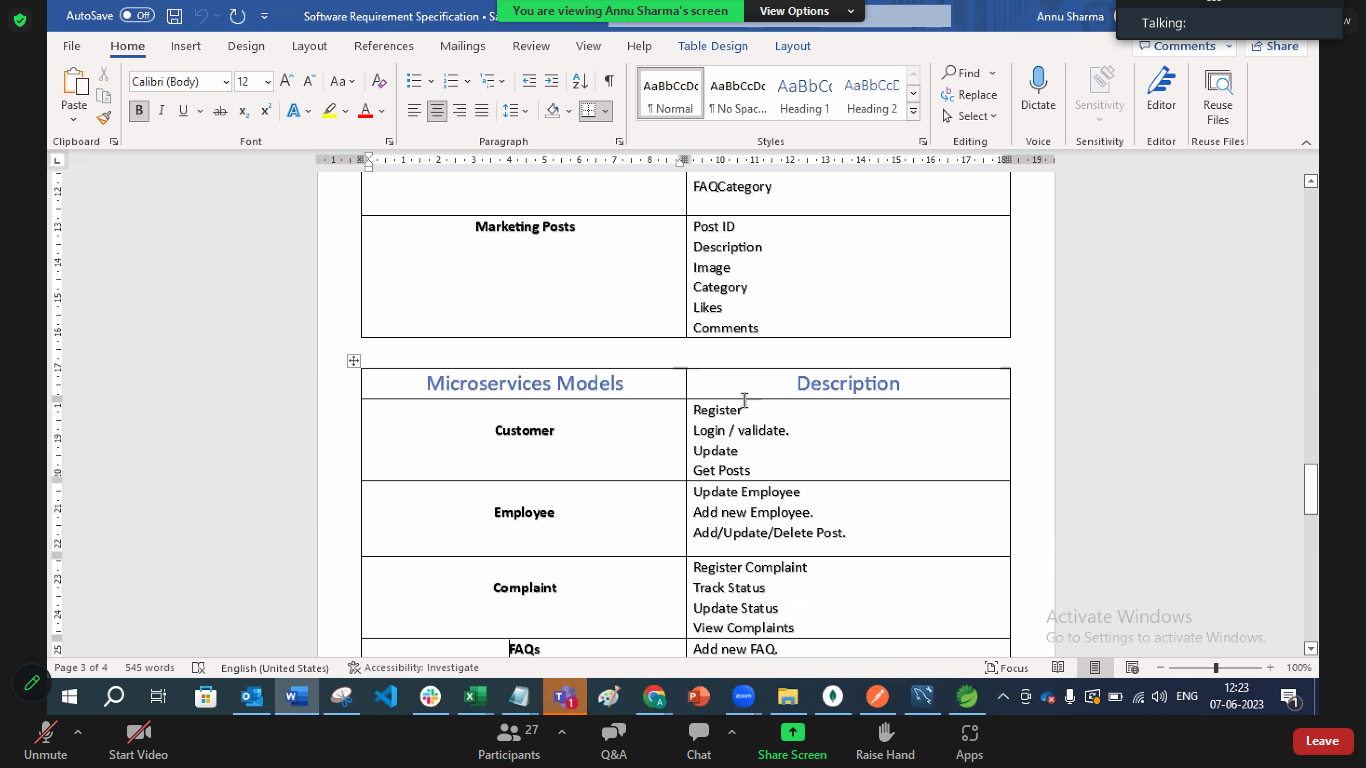 AutoSave Off
Software Requirement Specification
You are viewing Annu Sharma's screen
View Options
Annu Sharma
Talking:
File Home Insert Design Layout References Mailings Review View Help Table Design Layout
Comments Share
Paste
Calibri (Body) 12
Aa
B I U ab x₂ x²
AaBbCcDc AaBbCcDc AaBbCc AaBbCcC
¶ Normal ¶ No Spac... Heading 1 Heading 2
Find
Replace
Select
Dictate
Sensitivity
Editor
Reuse Files
Clipboard Font Paragraph Styles Editing Voice Sensitivity Editor Reuse Files
FAQCategory
Marketing Posts
Post ID
Description
Image
Category
Likes
Comments
Microservices Models Description
Customer
Register
Login / validate.
Update
Get Posts
Employee
Update Employee
Add new Employee.
Add/Update/Delete Post.
Complaint
Register Complaint
Track Status
Update Status
View Complaints
FAQs
Add new FAQ.
Activate Windows
Go to Settings to activate Windows.
Page 3 of 4 545 words English (United States) Accessibility: Investigate Focus 100%
ENG
12:23
07-06-2023
Unmute
Start Video
27
Participants
Q&A
Chat
Share Screen
Raise Hand
Apps
Leave